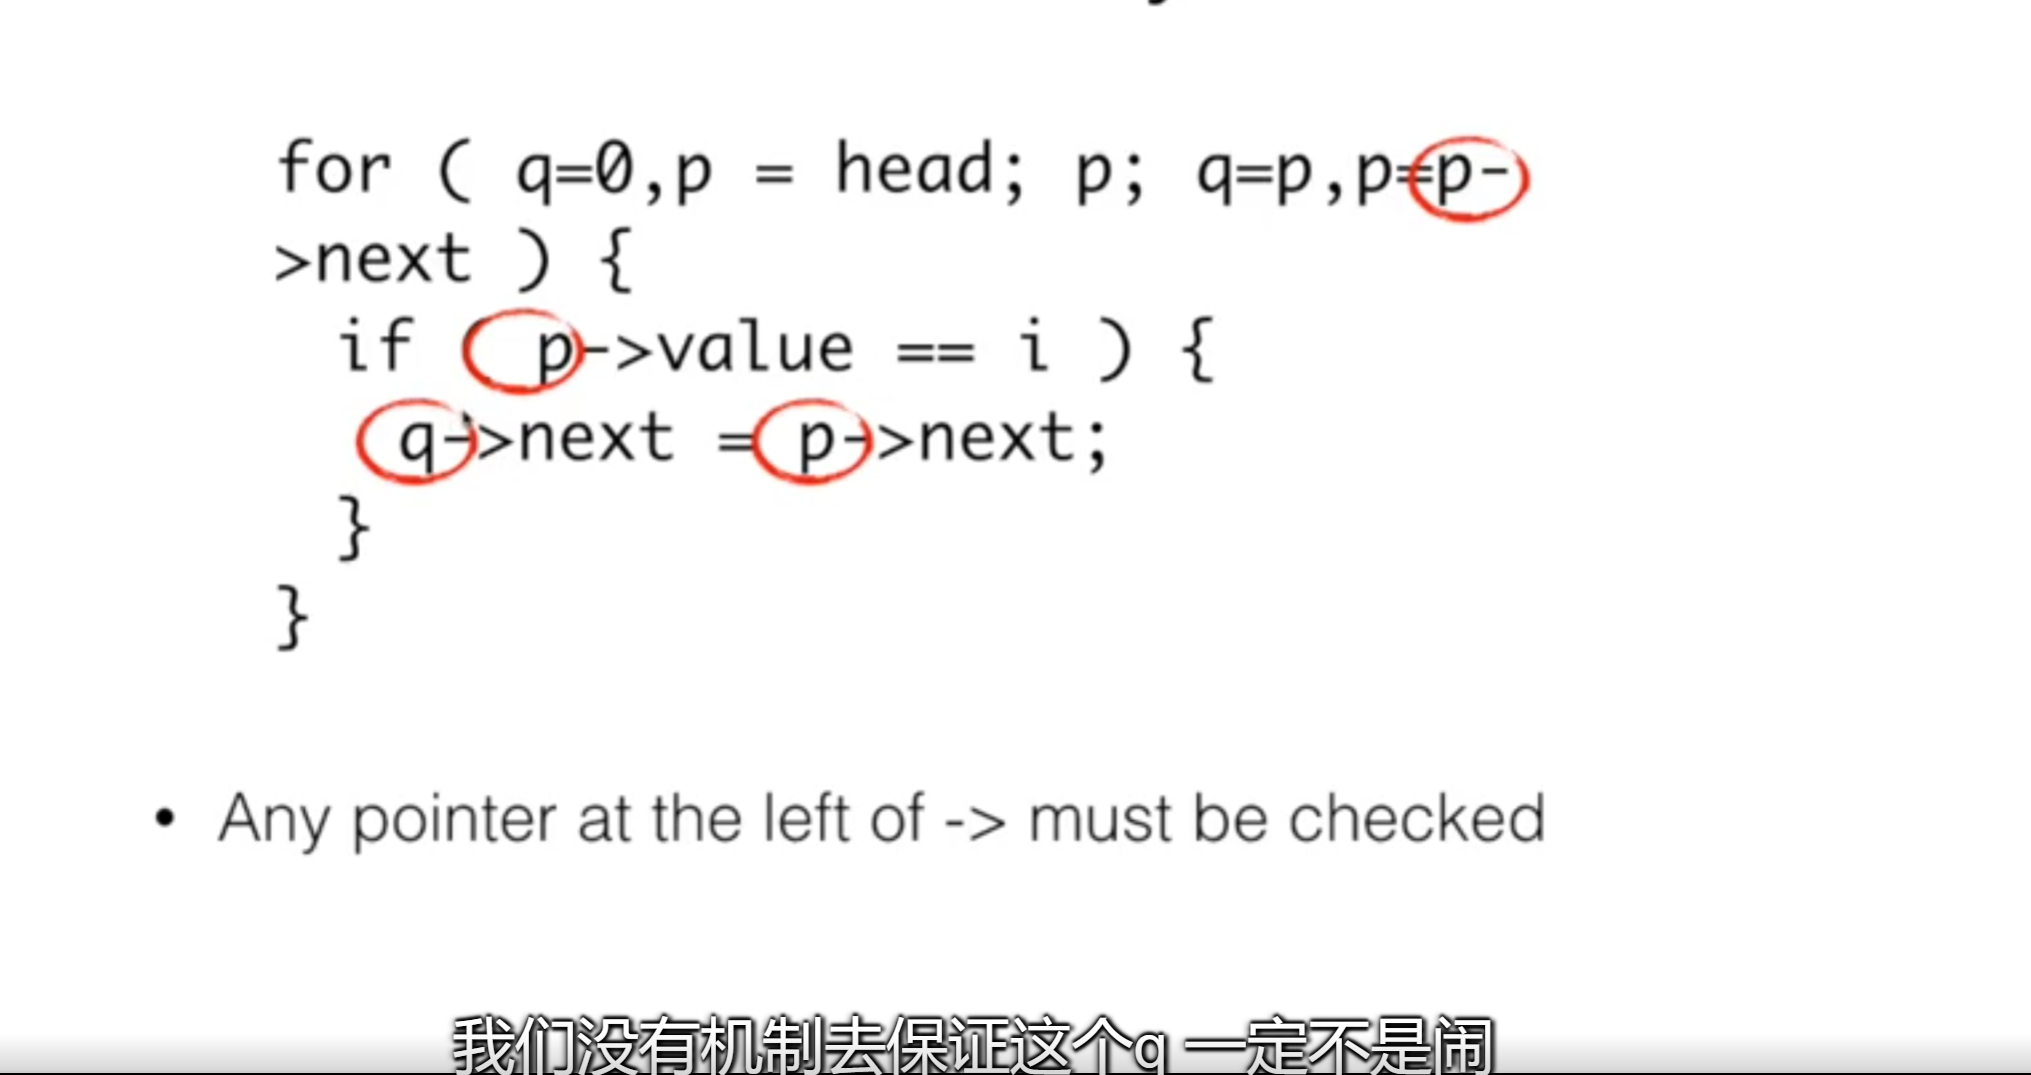 for ( q=0,p = head; p; q=p,p=p-
>next ) {
if ( p->value == i ) {
q->next = p->next;
}
}
• Any pointer at the left of -> must be checked
我们没有机制去保证这个q 一定不是闹